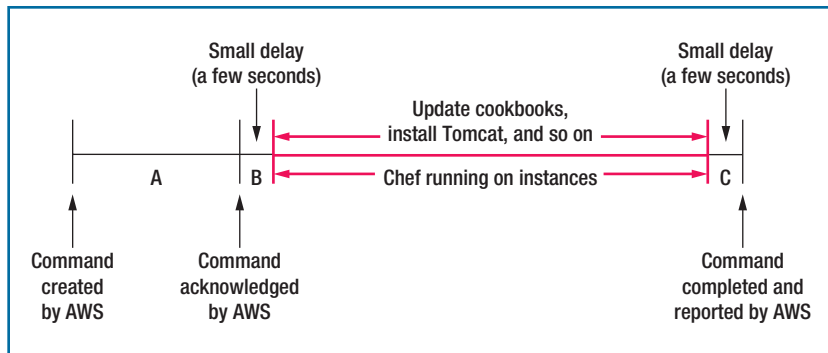 Small delay
(a few seconds)
Small delay
(a few seconds)
Update cookbooks,
install Tomcat, and so on
A
B
Chef running on instances
C
Command
created
by AWS
Command
acknowledged
by AWS
Command
completed and
reported by AWS